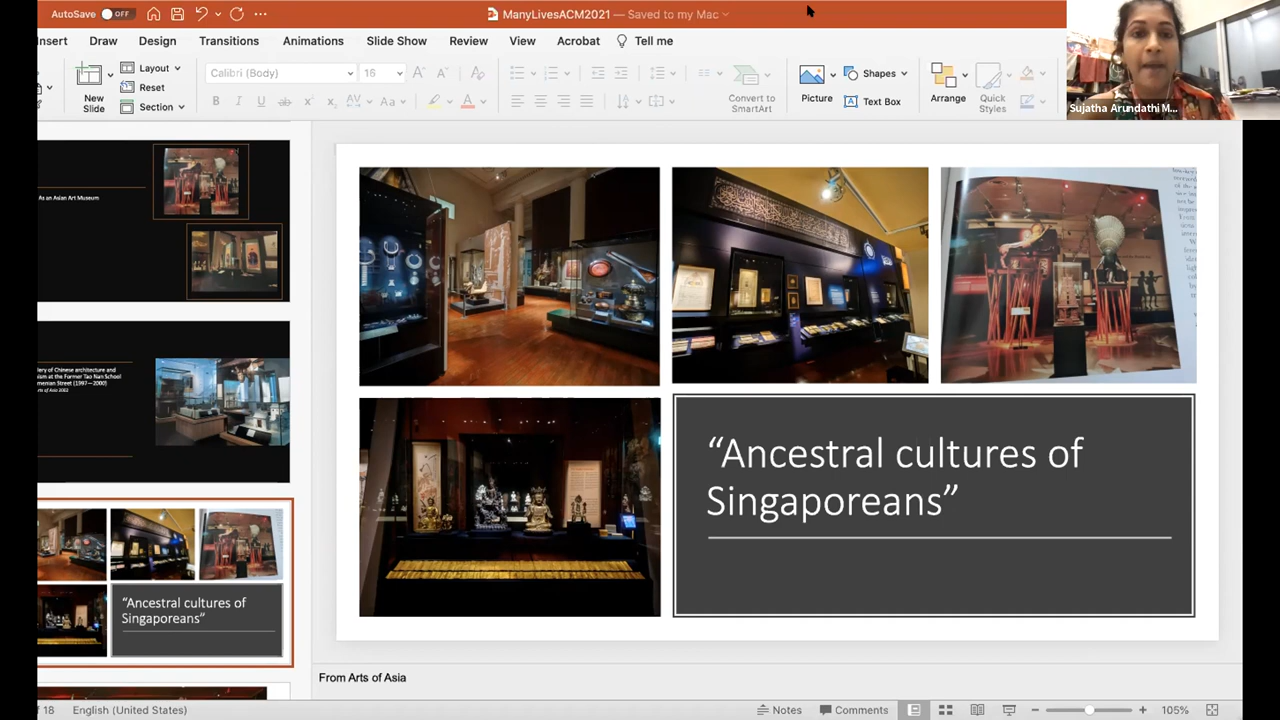 AutoSave OFF
ManyLivesACM2021 — Saved to my Mac
Insert Draw Design Transitions Animations Slide Show Review View Acrobat Tell me
New Slide
Layout
Reset
Section
Calibri (Body) 16
Convert to SmartArt
Picture
Shapes
Text Box
Arrange
Quick Styles
Sujatha Arundathi M...
As an Asian Art Museum
“Ancestral cultures of
Singaporeans”
“Ancestral cultures of
Singaporeans”
From Arts of Asia
of 18 English (United States) Notes Comments 105%